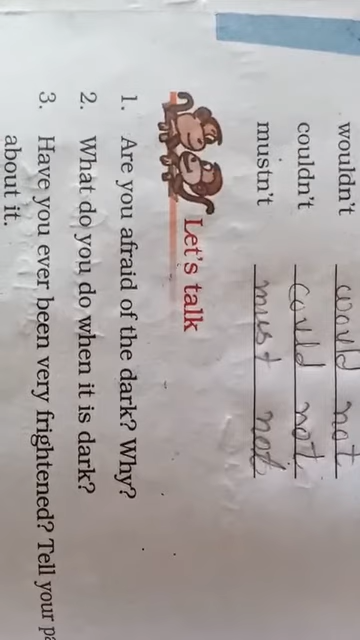 wouldn't would not
couldn't could not
mustn't must not
Let's talk
1. Are you afraid of the dark? Why?
2. What do you do when it is dark?
3. Have you ever been very frightened? Tell your
about it.